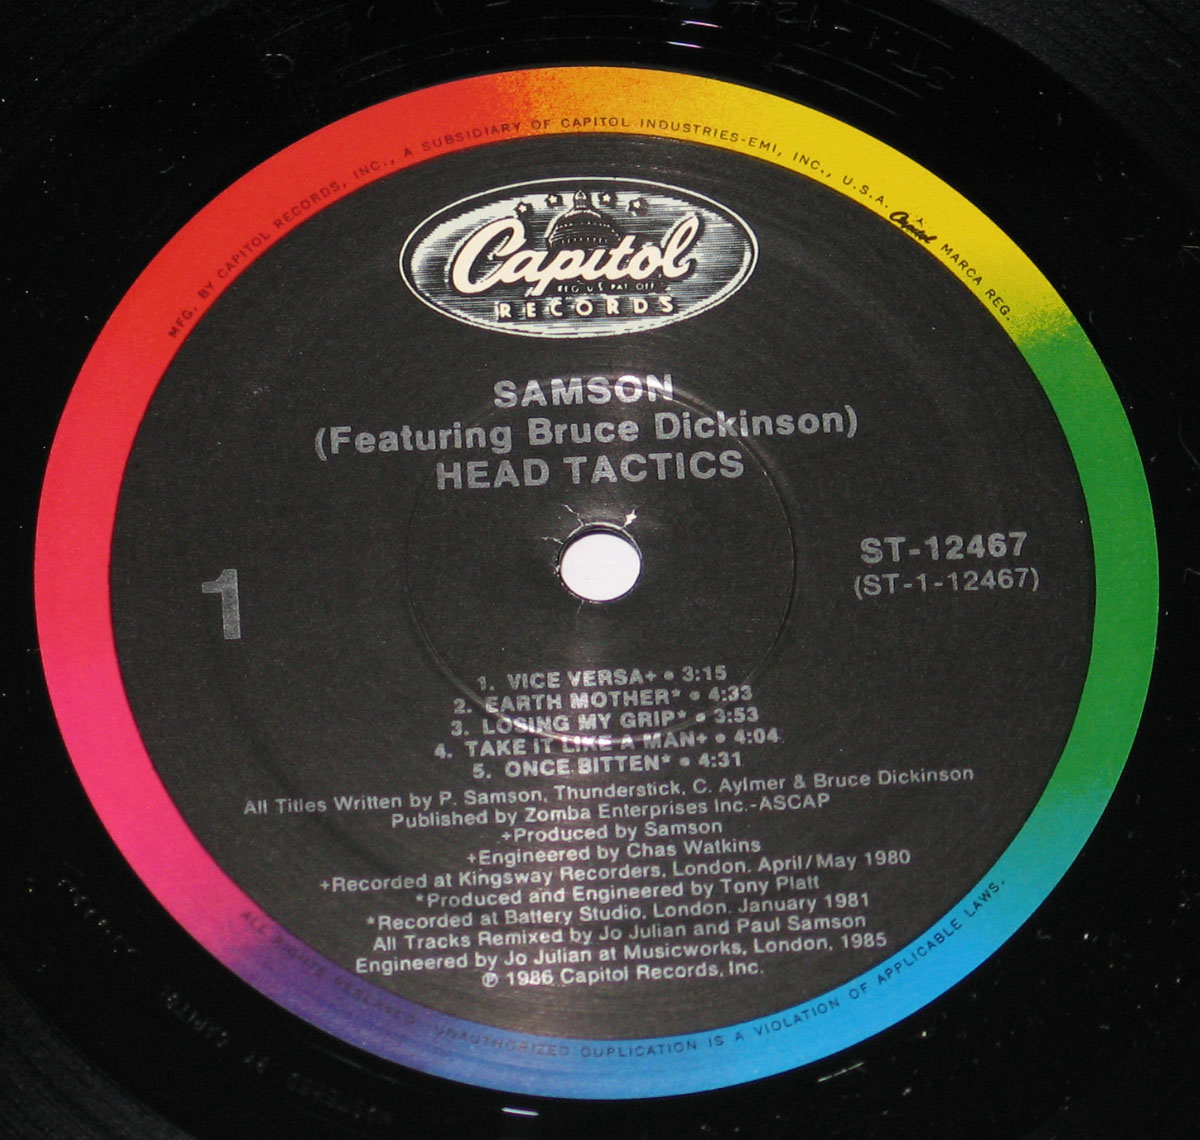 MFG. BY CAPITOL RECORDS, INC., A SUBSIDIARY OF CAPITOL INDUSTRIES-EMI, INC., U.S.A. Capitol MARCA REG.
Capitol
REG. U.S. PAT. OFF.
RECORDS
SAMSON
(Featuring Bruce Dickinson)
HEAD TACTICS
ST-12467
(ST-1-12467)
1
1. VICE VERSA+ • 3:15
2. EARTH MOTHER* • 4:33
3. LOSING MY GRIP* • 3:53
4. TAKE IT LIKE A MAN+ • 4:04
5. ONCE BITTEN* • 4:31
All Titles Written by P. Samson, Thunderstick, C. Aylmer & Bruce Dickinson
Published by Zomba Enterprises Inc.-ASCAP
+Produced by Samson
+Engineered by Chas Watkins
+Recorded at Kingsway Recorders, London. April/May 1980
*Produced and Engineered by Tony Platt
*Recorded at Battery Studio, London. January 1981
All Tracks Remixed by Jo Julian and Paul Samson
Engineered by Jo Julian at Musicworks, London, 1985
℗ 1986 Capitol Records, Inc.
ALL RIGHTS RESERVED. UNAUTHORIZED DUPLICATION IS A VIOLATION OF APPLICABLE LAWS.